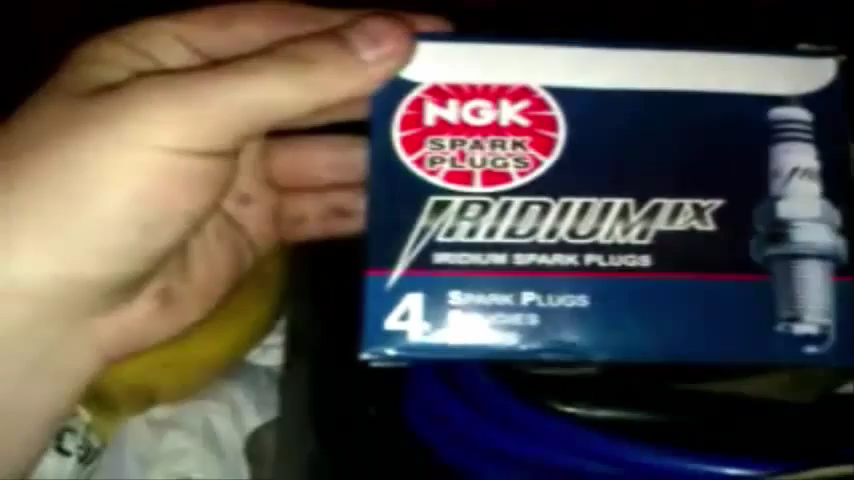 NGK
SPARK
PLUGS
IRIDIUM IX
IRIDIUM SPARK PLUGS
4 SPARK PLUGS